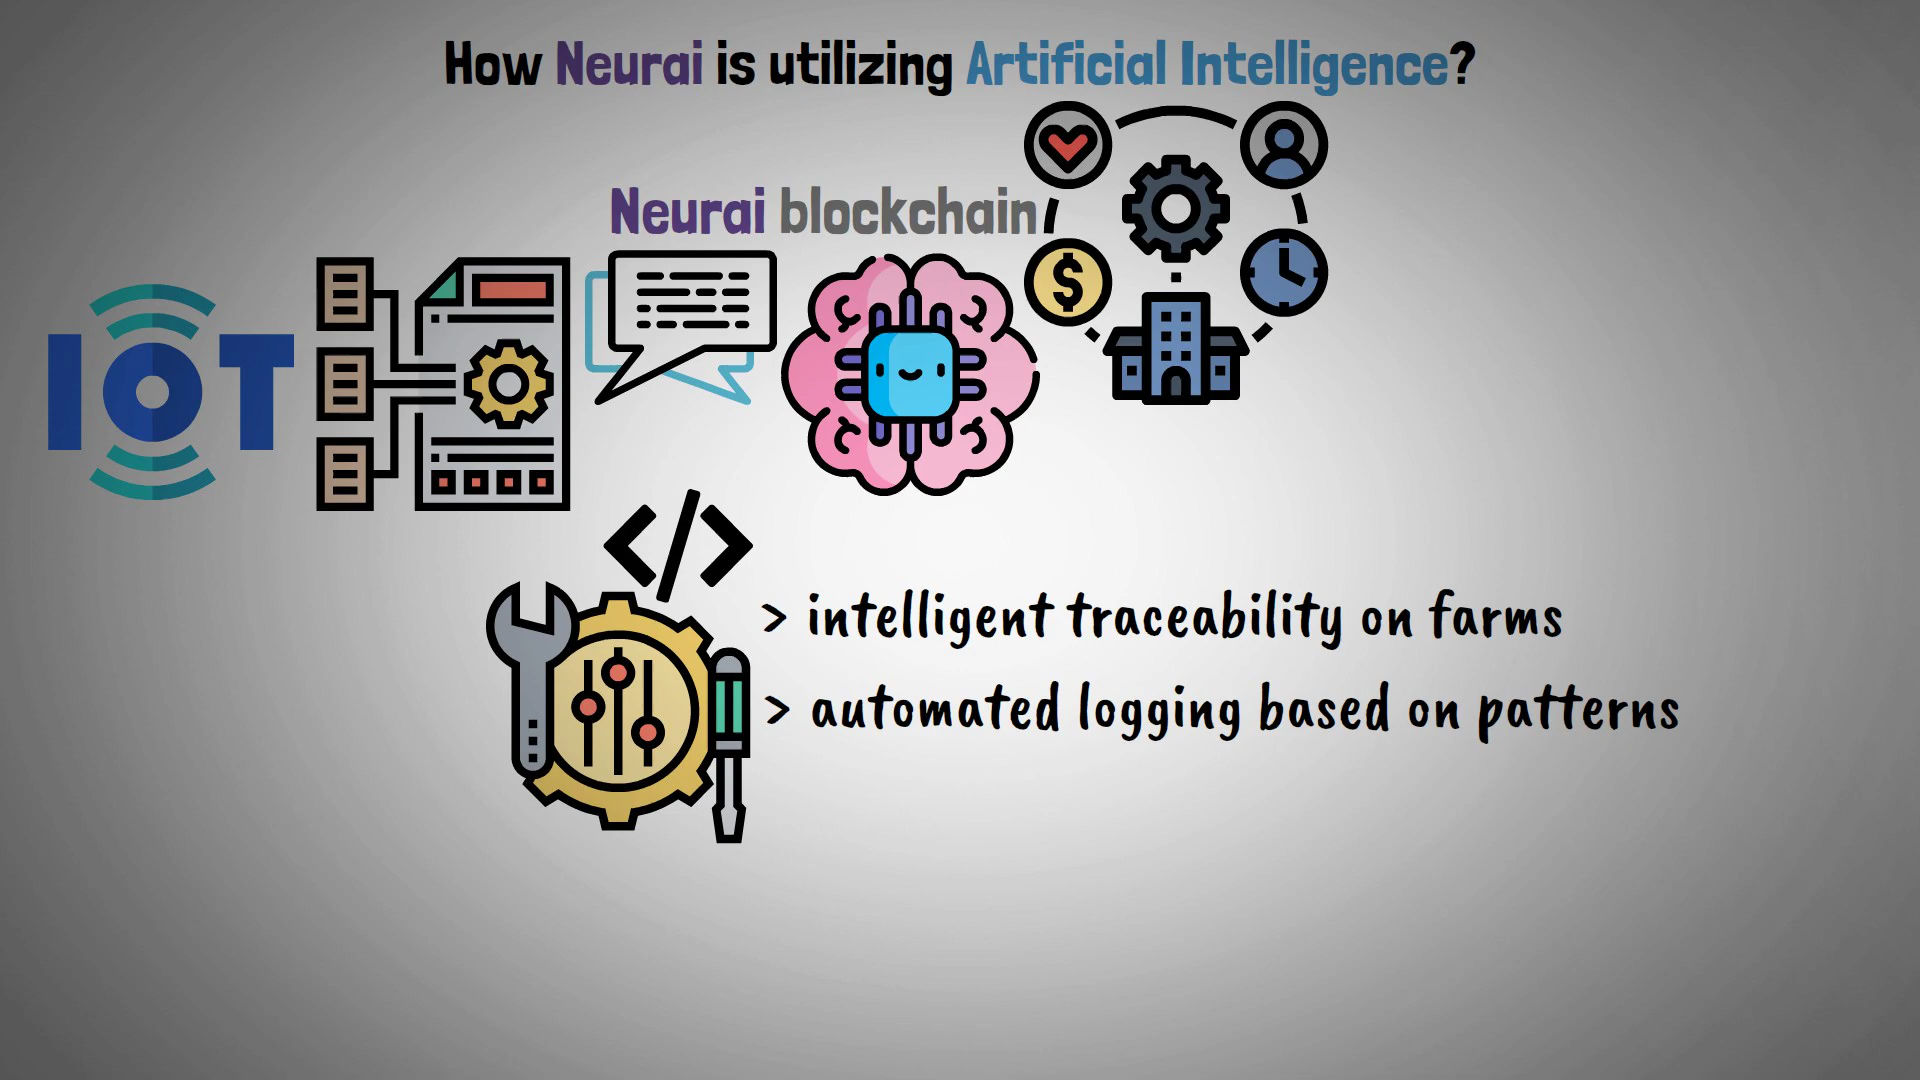 How Neurai is utilizing Artificial Intelligence?
Neurai blockchain
IOT
</>
$
> intelligent traceability on farms
> automated logging based on patterns